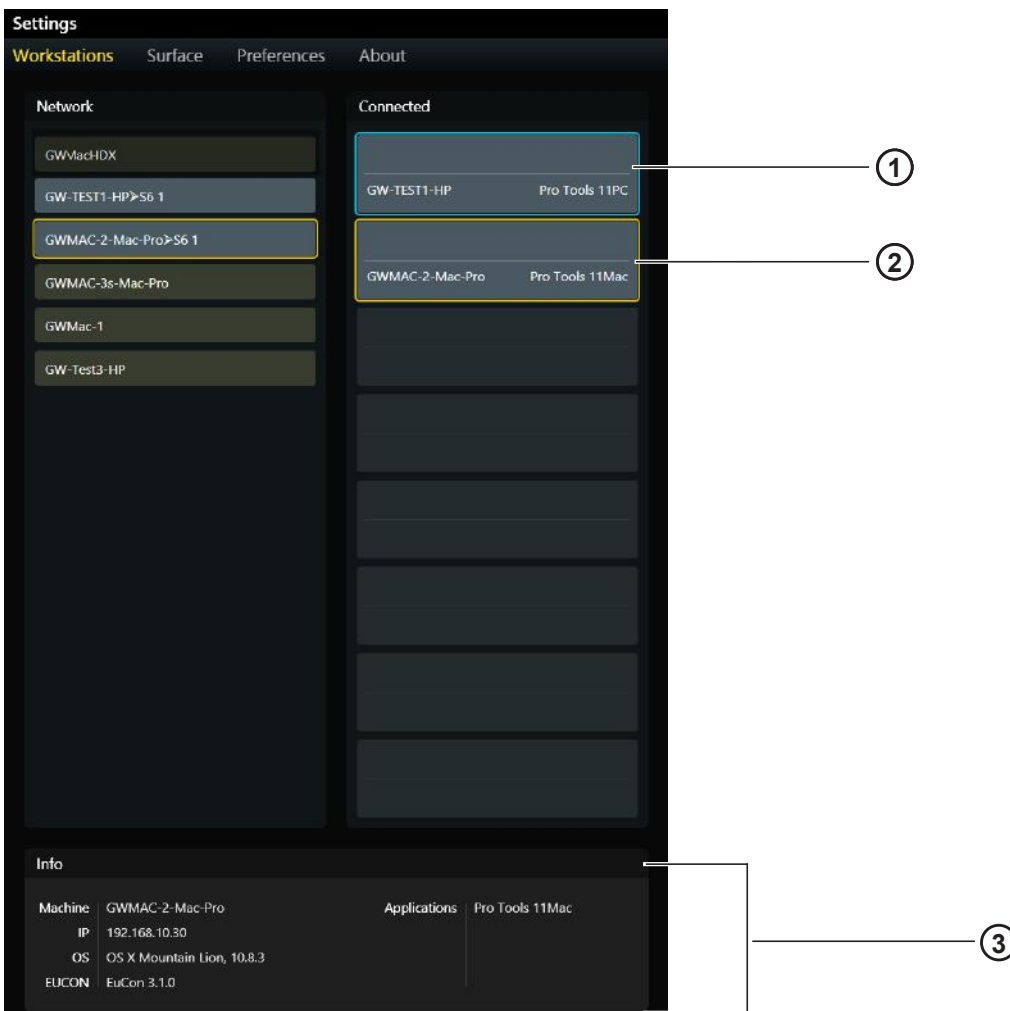 Settings
Workstations Surface Preferences About
Network
GWMacHDX
GW-TEST1-HP➢S6 1
GWMAC-2-Mac-Pro➢S6 1
GWMAC-3s-Mac-Pro
GWMac-1
GW-Test3-HP
Connected
GW-TEST1-HP Pro Tools 11PC
GWMAC-2-Mac-Pro Pro Tools 11Mac
1
2
Info
Machine GWMAC-2-Mac-Pro
IP 192.168.10.30
OS OS X Mountain Lion, 10.8.3
EUCON EuCon 3.1.0
Applications Pro Tools 11Mac
3